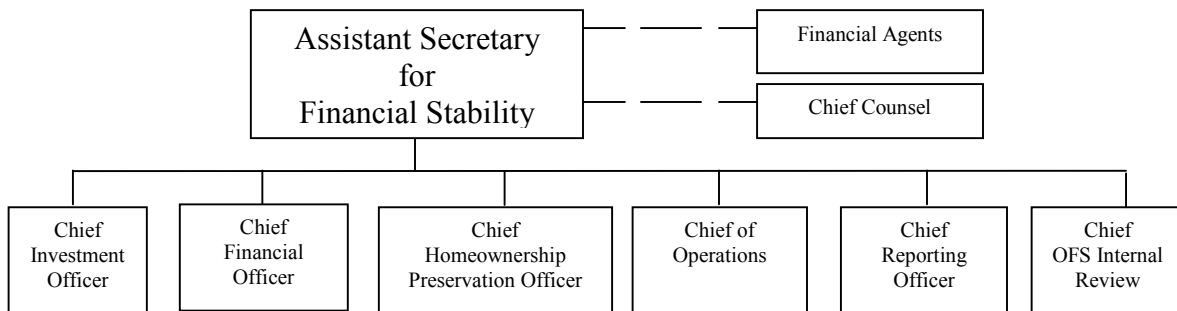 Assistant Secretary
for
Financial Stability
Financial Agents
Chief Counsel
Chief
Investment
Officer
Chief
Financial
Officer
Chief
Homeownership
Preservation Officer
Chief of
Operations
Chief
Reporting
Officer
Chief
OFS Internal
Review